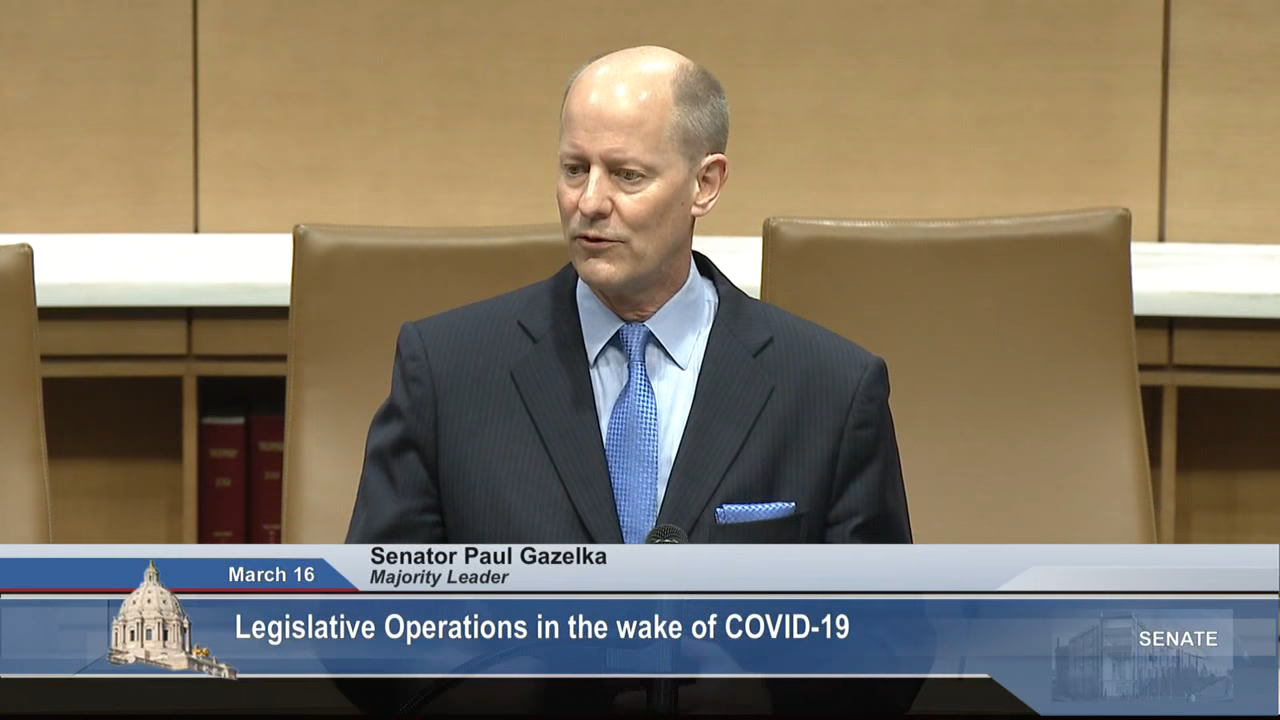 Senator Paul Gazelka
March 16
Majority Leader
Legislative Operations in the wake of COVID-19
SENATE